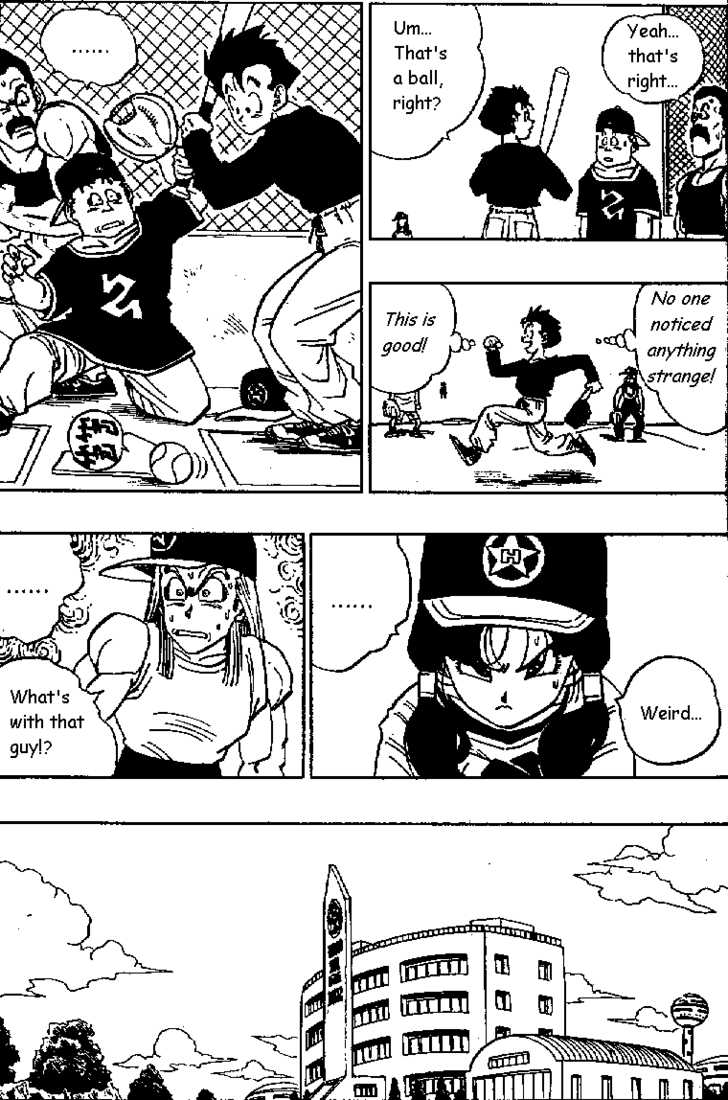 ......
Um...
That's
a ball,
right?
Yeah...
that's
right...
This is
good!
No one
noticed
anything
strange!
......
What's
with that
guy!?
......
H
Weird...